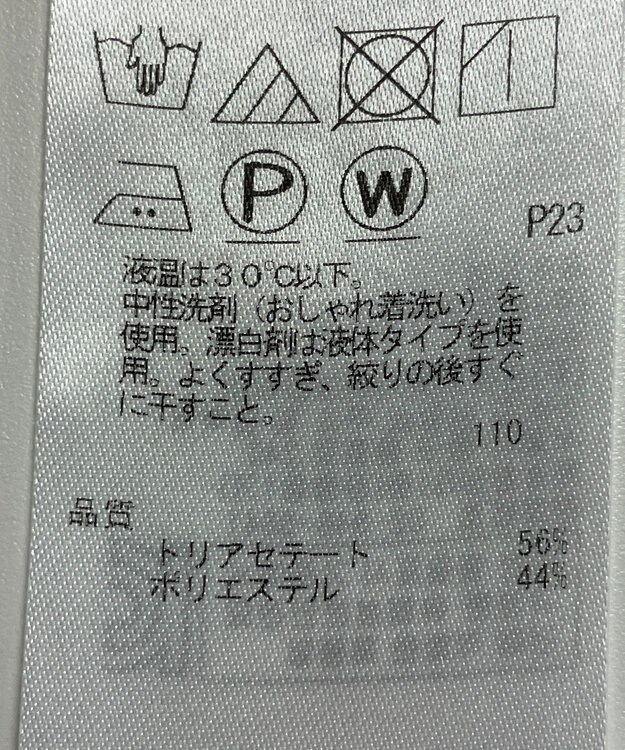 P W
P23
液温は30℃以下。
中性洗剤（おしゃれ着洗い）を
使用。漂白剤は液体タイプを使
用。よくすすぎ、絞りの後すぐ
に干すこと。
110
品質
トリアセテート 56%
ポリエステル 44%